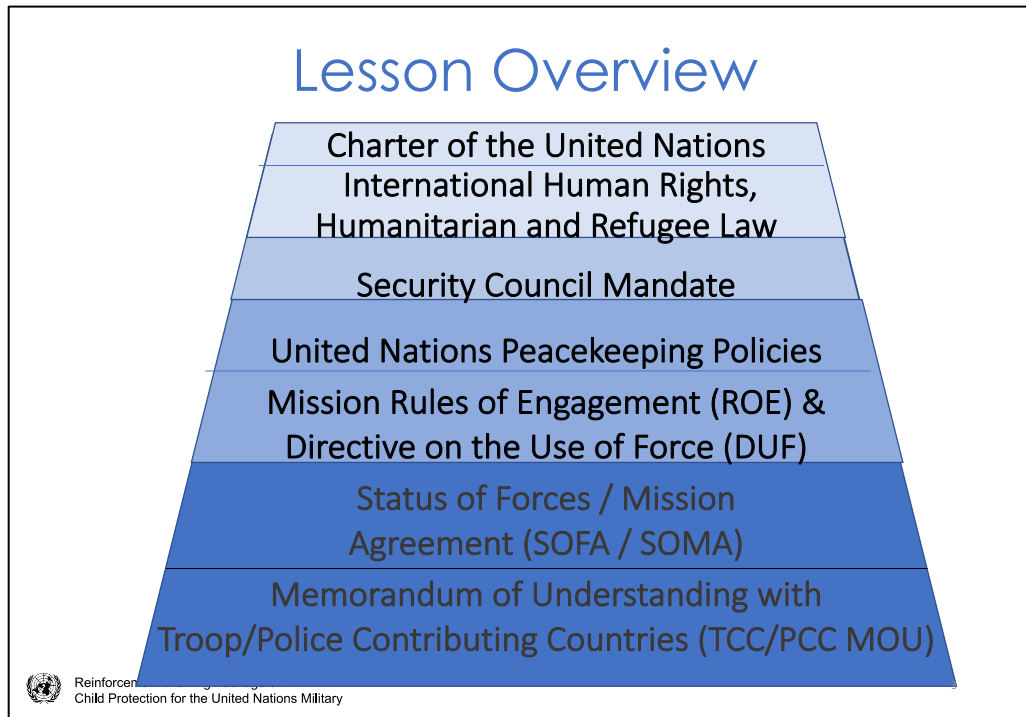 Lesson Overview
Charter of the United Nations
International Human Rights,
Humanitarian and Refugee Law
Security Council Mandate
United Nations Peacekeeping Policies
Mission Rules of Engagement (ROE) &
Directive on the Use of Force (DUF)
Status of Forces / Mission
Agreement (SOFA / SOMA)
Memorandum of Understanding with
Troop/Police Contributing Countries (TCC/PCC MOU)
Child Protection for the United Nations Military